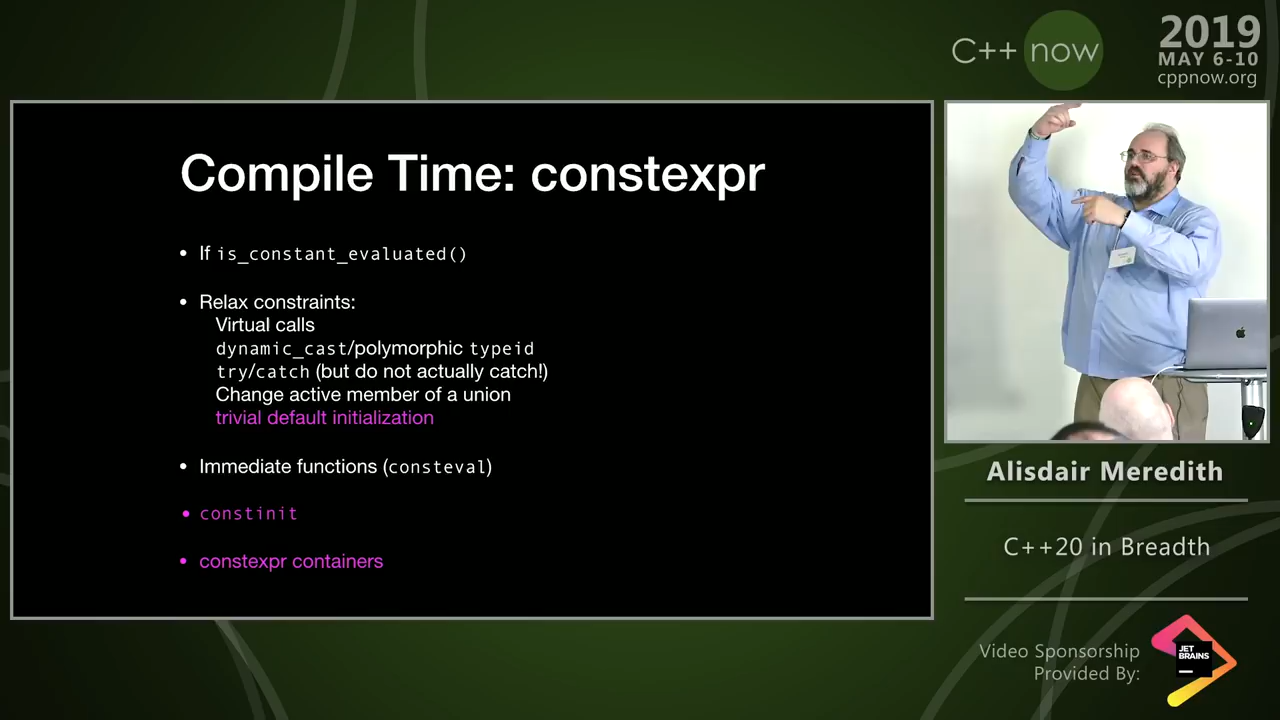 C++ now
2019
MAY 6-10
cppnow.org
Compile Time: constexpr
• If is_constant_evaluated()
• Relax constraints:
Virtual calls
dynamic_cast/polymorphic typeid
try/catch (but do not actually catch!)
Change active member of a union
trivial default initialization
• Immediate functions (consteval)
• constinit
• constexpr containers
Alisdair Meredith
C++20 in Breadth
Video Sponsorship
Provided By:
JET
BRAINS